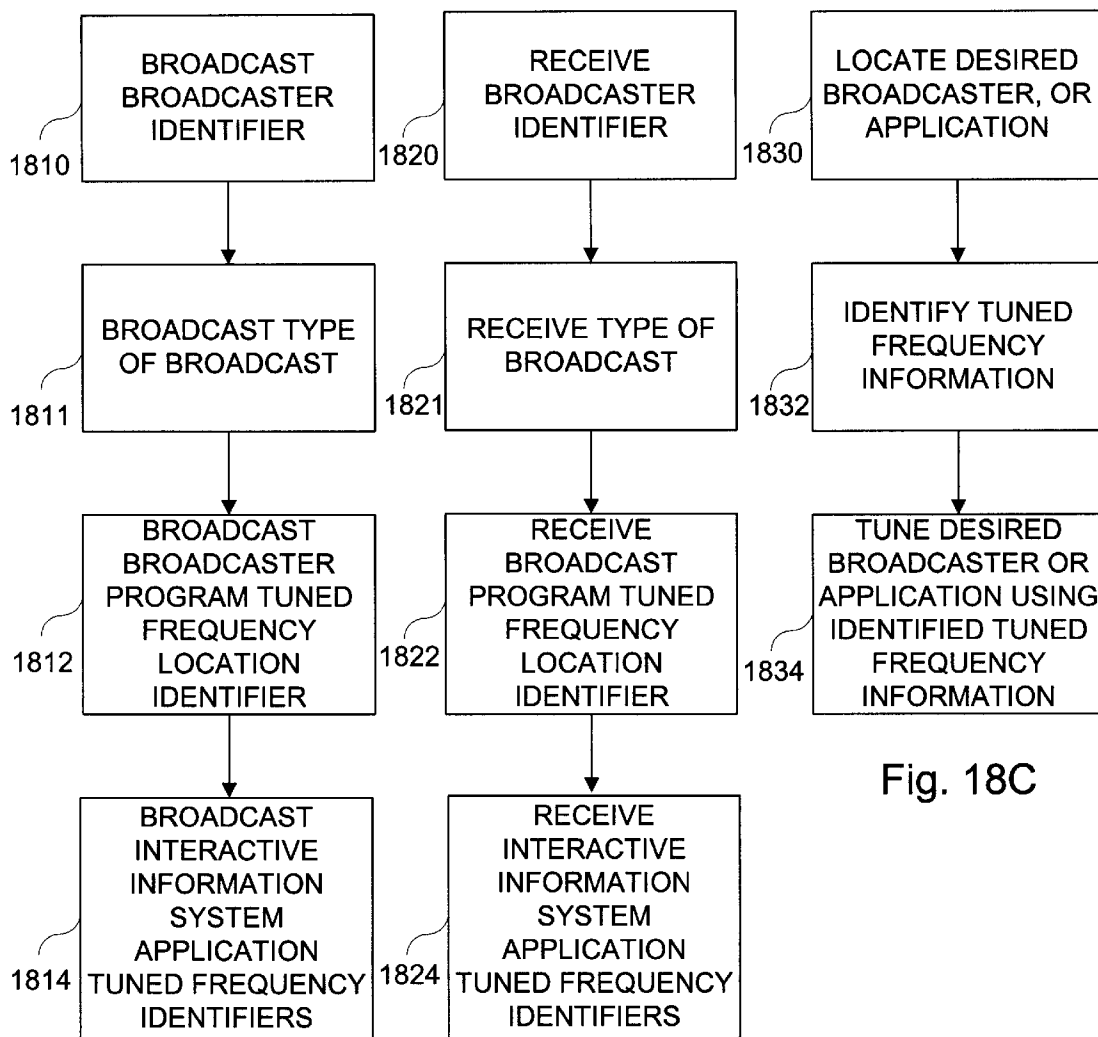 BROADCAST
BROADCASTER
IDENTIFIER
1810
BROADCAST TYPE
OF BROADCAST
1811
BROADCAST
BROADCASTER
PROGRAM TUNED
FREQUENCY
LOCATION
IDENTIFIER
1812
BROADCAST
INTERACTIVE
INFORMATION
SYSTEM
APPLICATION
TUNED FREQUENCY
IDENTIFIERS
1814
RECEIVE
BROADCASTER
IDENTIFIER
1820
RECEIVE TYPE OF
BROADCAST
1821
RECEIVE
BROADCAST
PROGRAM TUNED
FREQUENCY
LOCATION
IDENTIFIER
1822
RECEIVE
INTERACTIVE
INFORMATION
SYSTEM
APPLICATION
TUNED FREQUENCY
IDENTIFIERS
1824
LOCATE DESIRED
BROADCASTER, OR
APPLICATION
1830
IDENTIFY TUNED
FREQUENCY
INFORMATION
1832
TUNE DESIRED
BROADCASTER OR
APPLICATION USING
IDENTIFIED TUNED
FREQUENCY
INFORMATION
1834
Fig. 18C